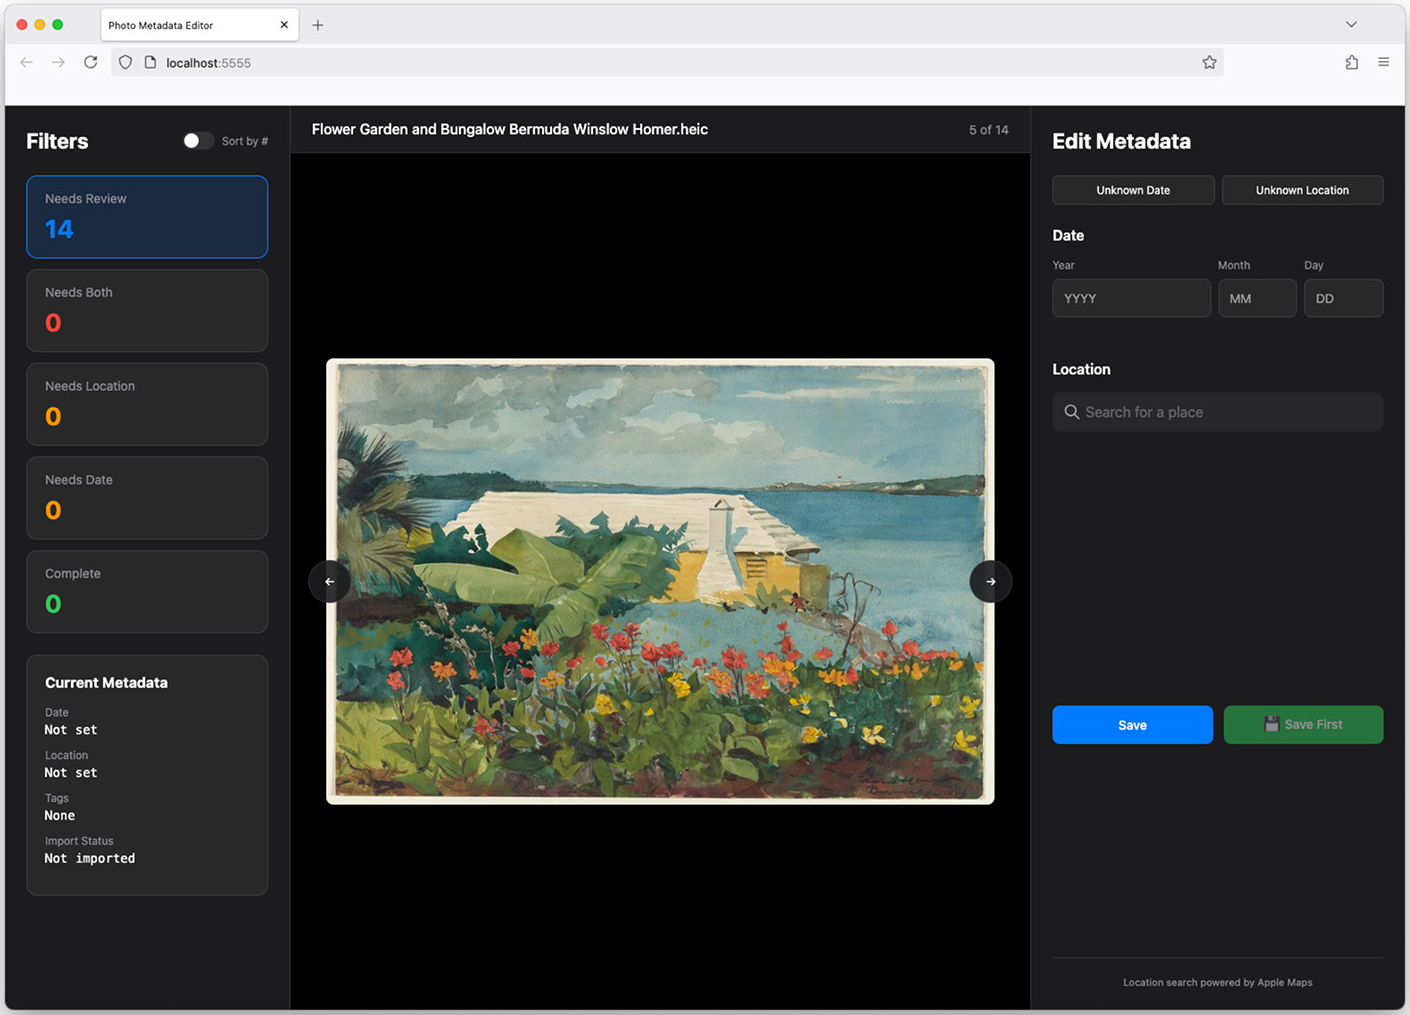 Photo Metadata Editor
localhost:5555
Filters
Sort by #
Needs Review
14
Needs Both
0
Needs Location
0
Needs Date
0
Complete
0
Current Metadata
Date
Not set
Location
Not set
Tags
None
Import Status
Not imported
Flower Garden and Bungalow Bermuda Winslow Homer.heic
5 of 14
Edit Metadata
Unknown Date
Unknown Location
Date
Year
Month
Day
YYYY
MM
DD
Location
Search for a place
Save
Save First
Location search powered by Apple Maps